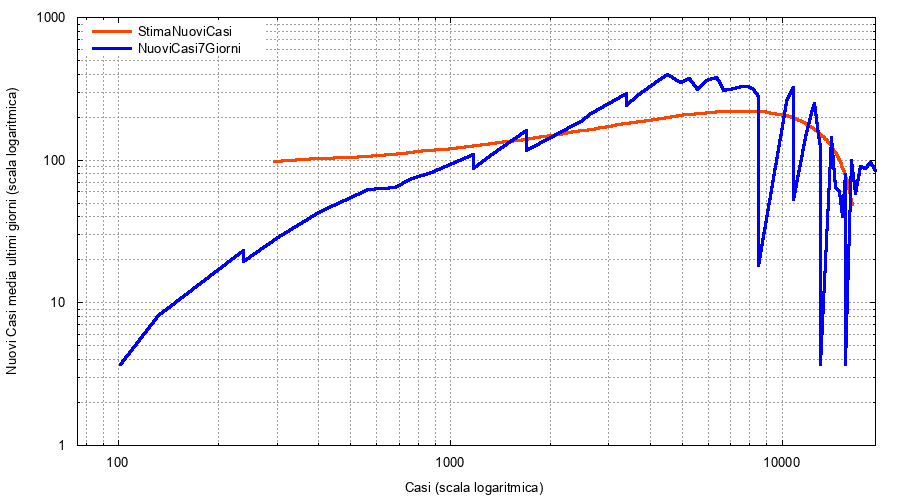 1000
100
10
1
Nuovi Casi media ultimi giorni (scala logaritmica)
StimaNuoviCasi
NuoviCasi7Giorni
100
1000
10000
Casi (scala logaritmica)